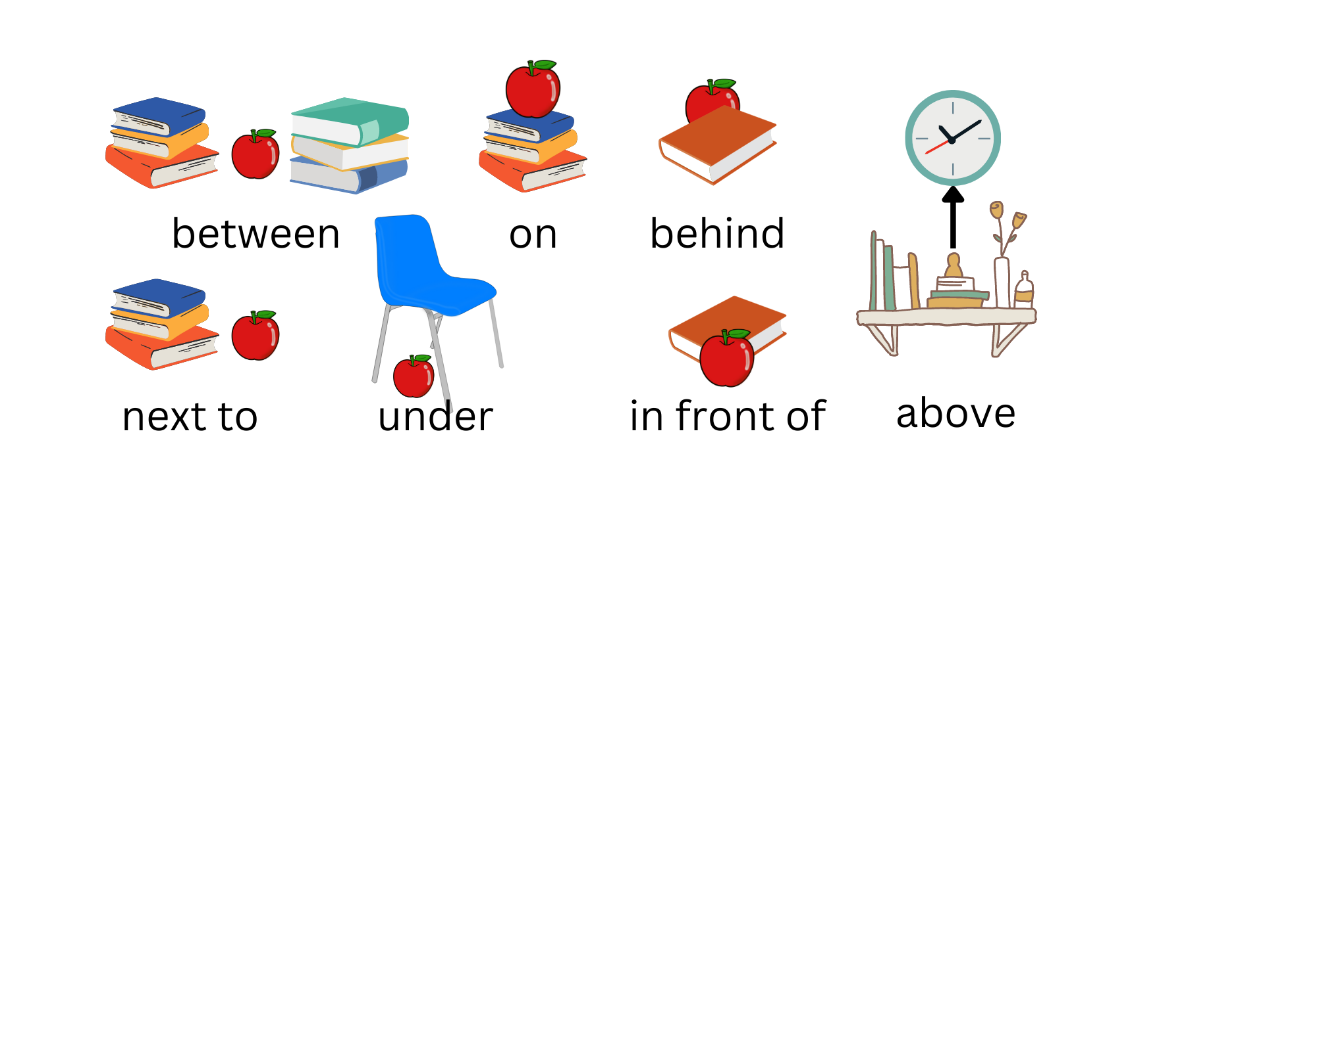 between
on
behind
next to
under
in front of
above